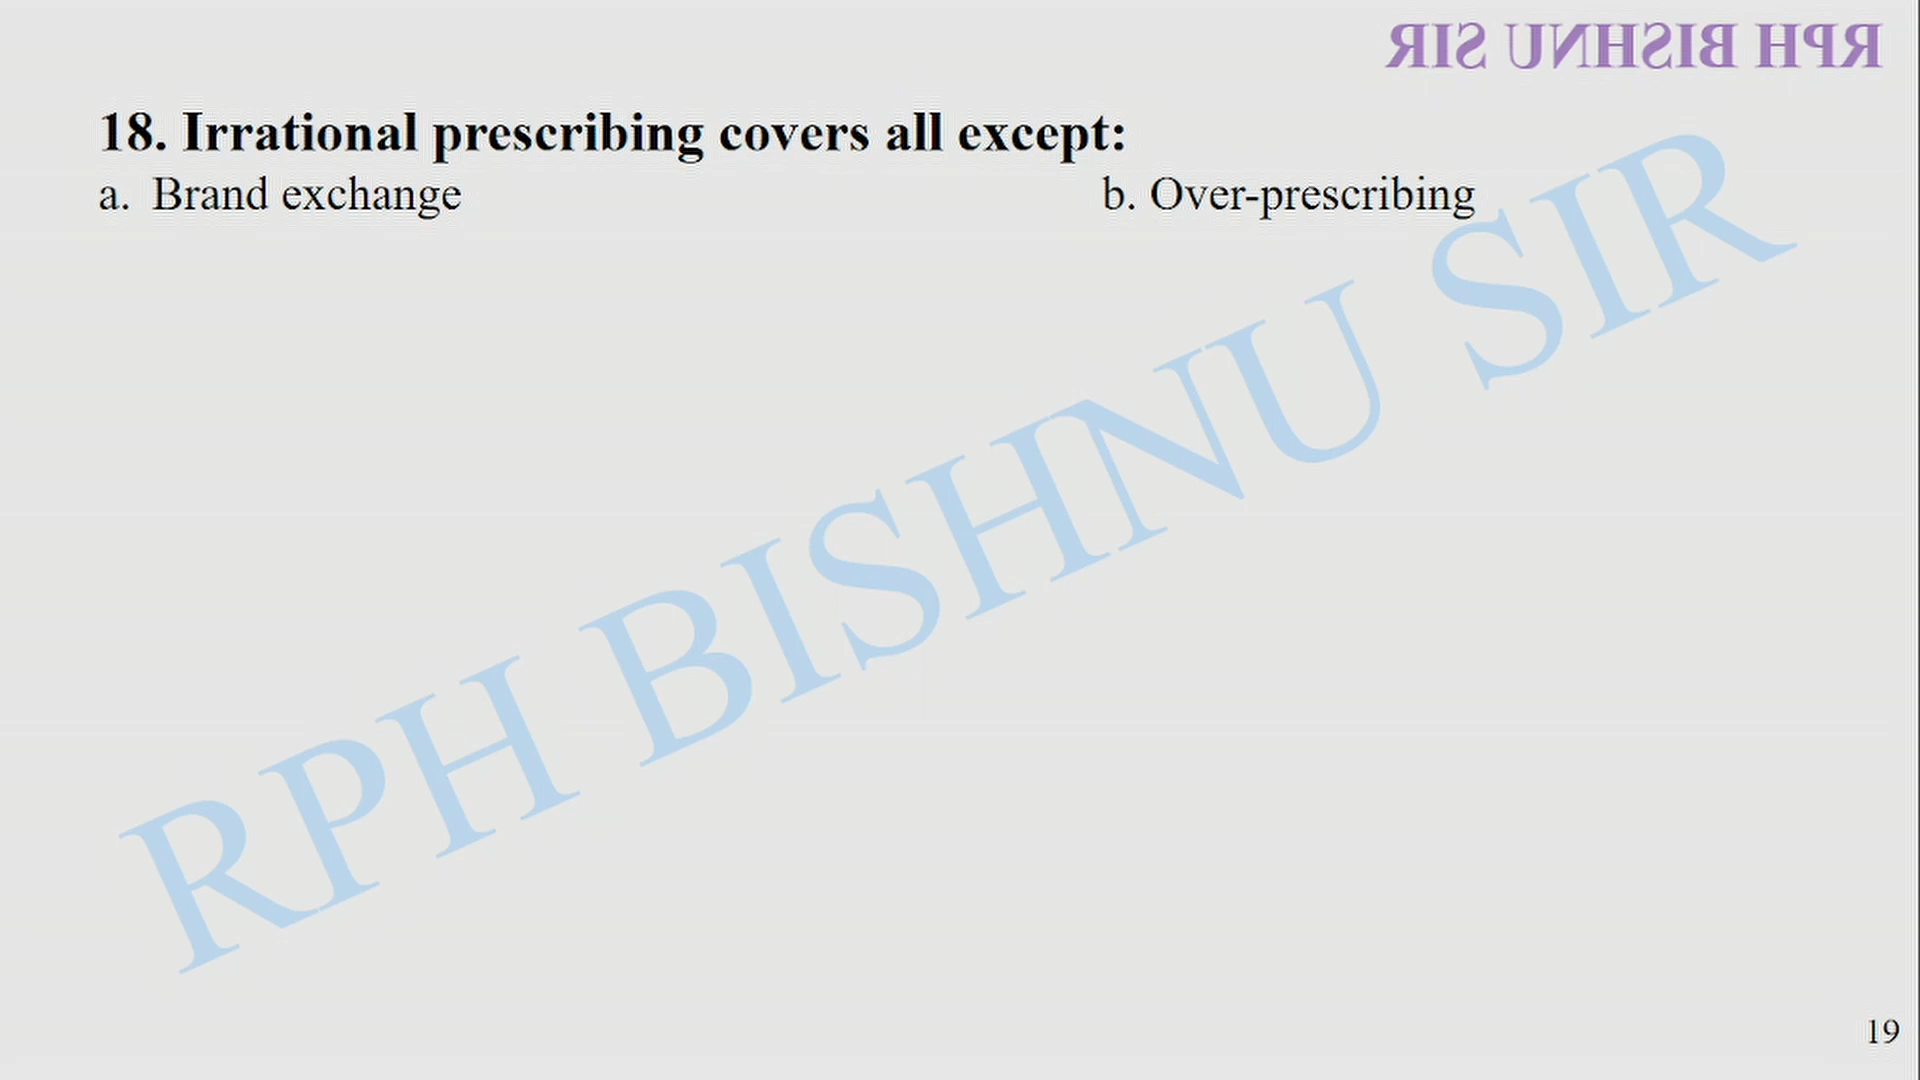 RPH BISHNU SIR
18. Irrational prescribing covers all except:
a. Brand exchange b. Over-prescribing
RPH BISHNU SIR
19